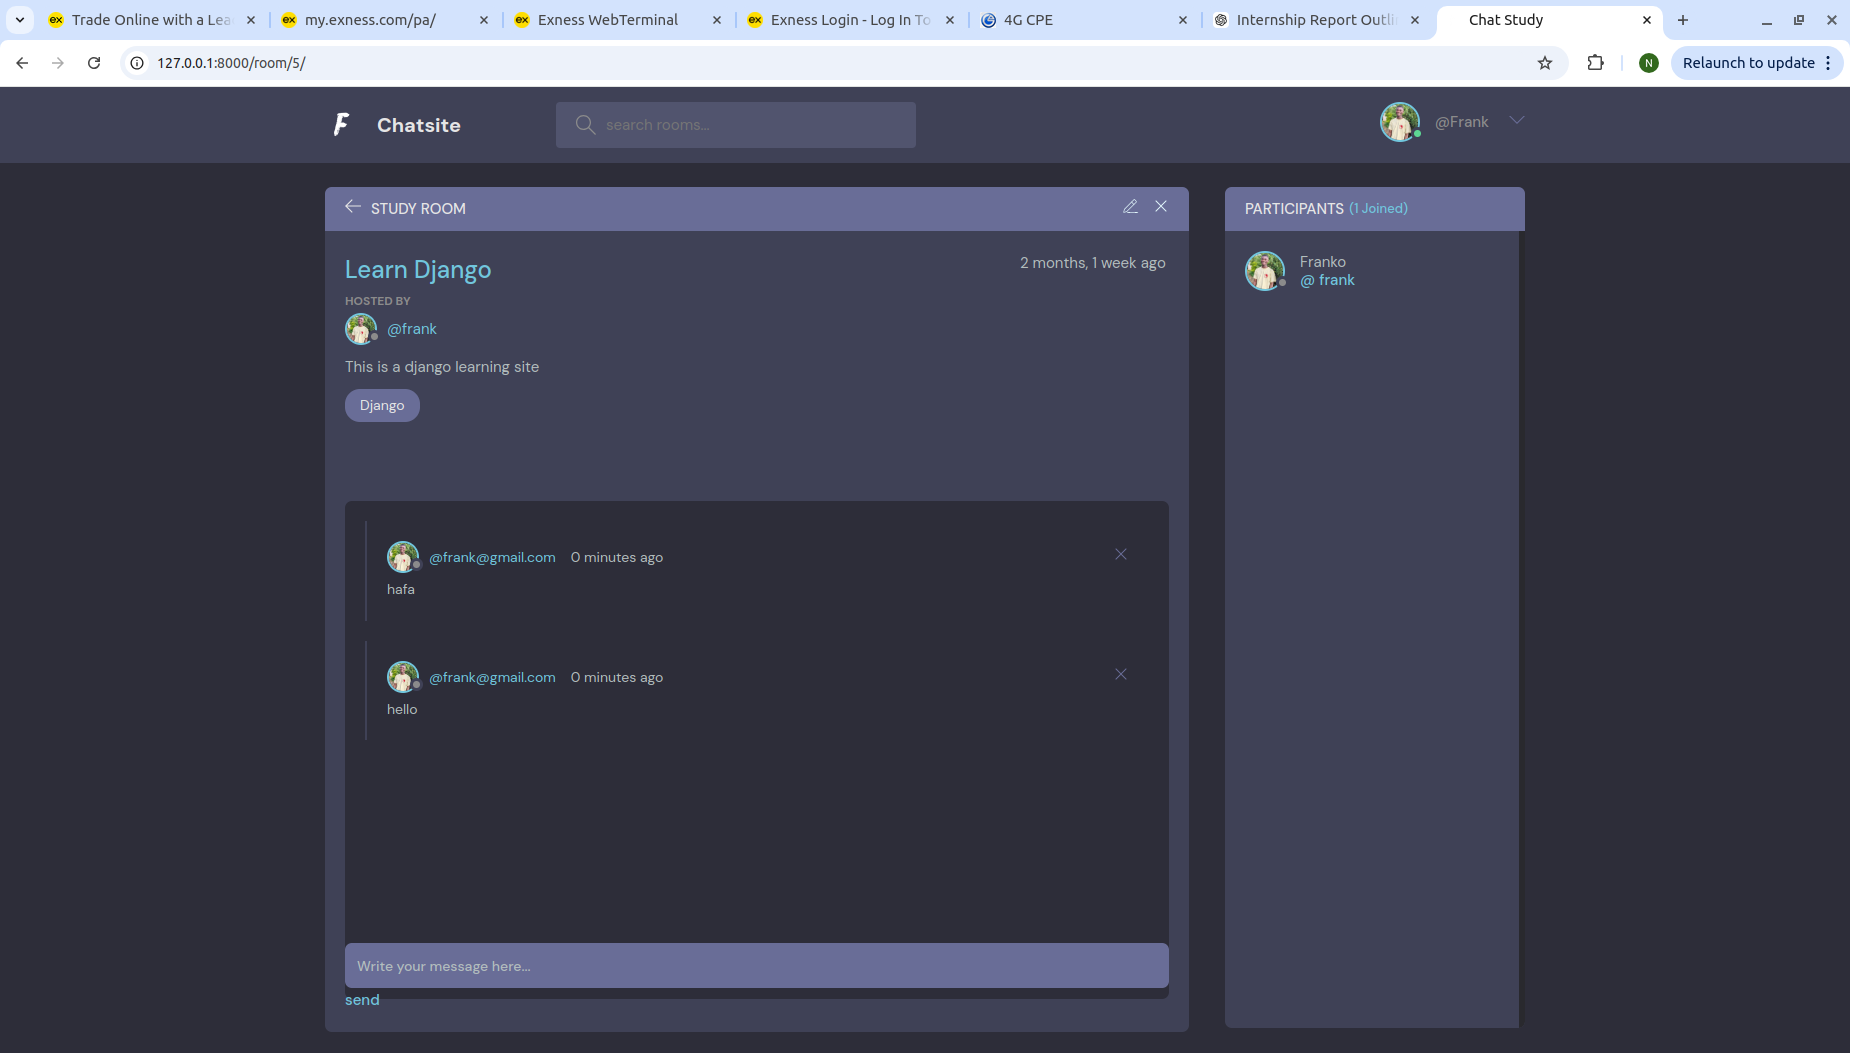 Trade Online with a Lea
my.exness.com/pa/
Exness WebTerminal
Exness Login - Log In To
4G CPE
Internship Report Outli
Chat Study
127.0.0.1:8000/room/5/
N
Relaunch to update
Chatsite
search rooms...
@Frank
STUDY ROOM
Learn Django
2 months, 1 week ago
HOSTED BY
@frank
This is a django learning site
Django
@frank@gmail.com 0 minutes ago
hafa
@frank@gmail.com 0 minutes ago
hello
Write your message here...
send
PARTICIPANTS (1 Joined)
Franko
@ frank